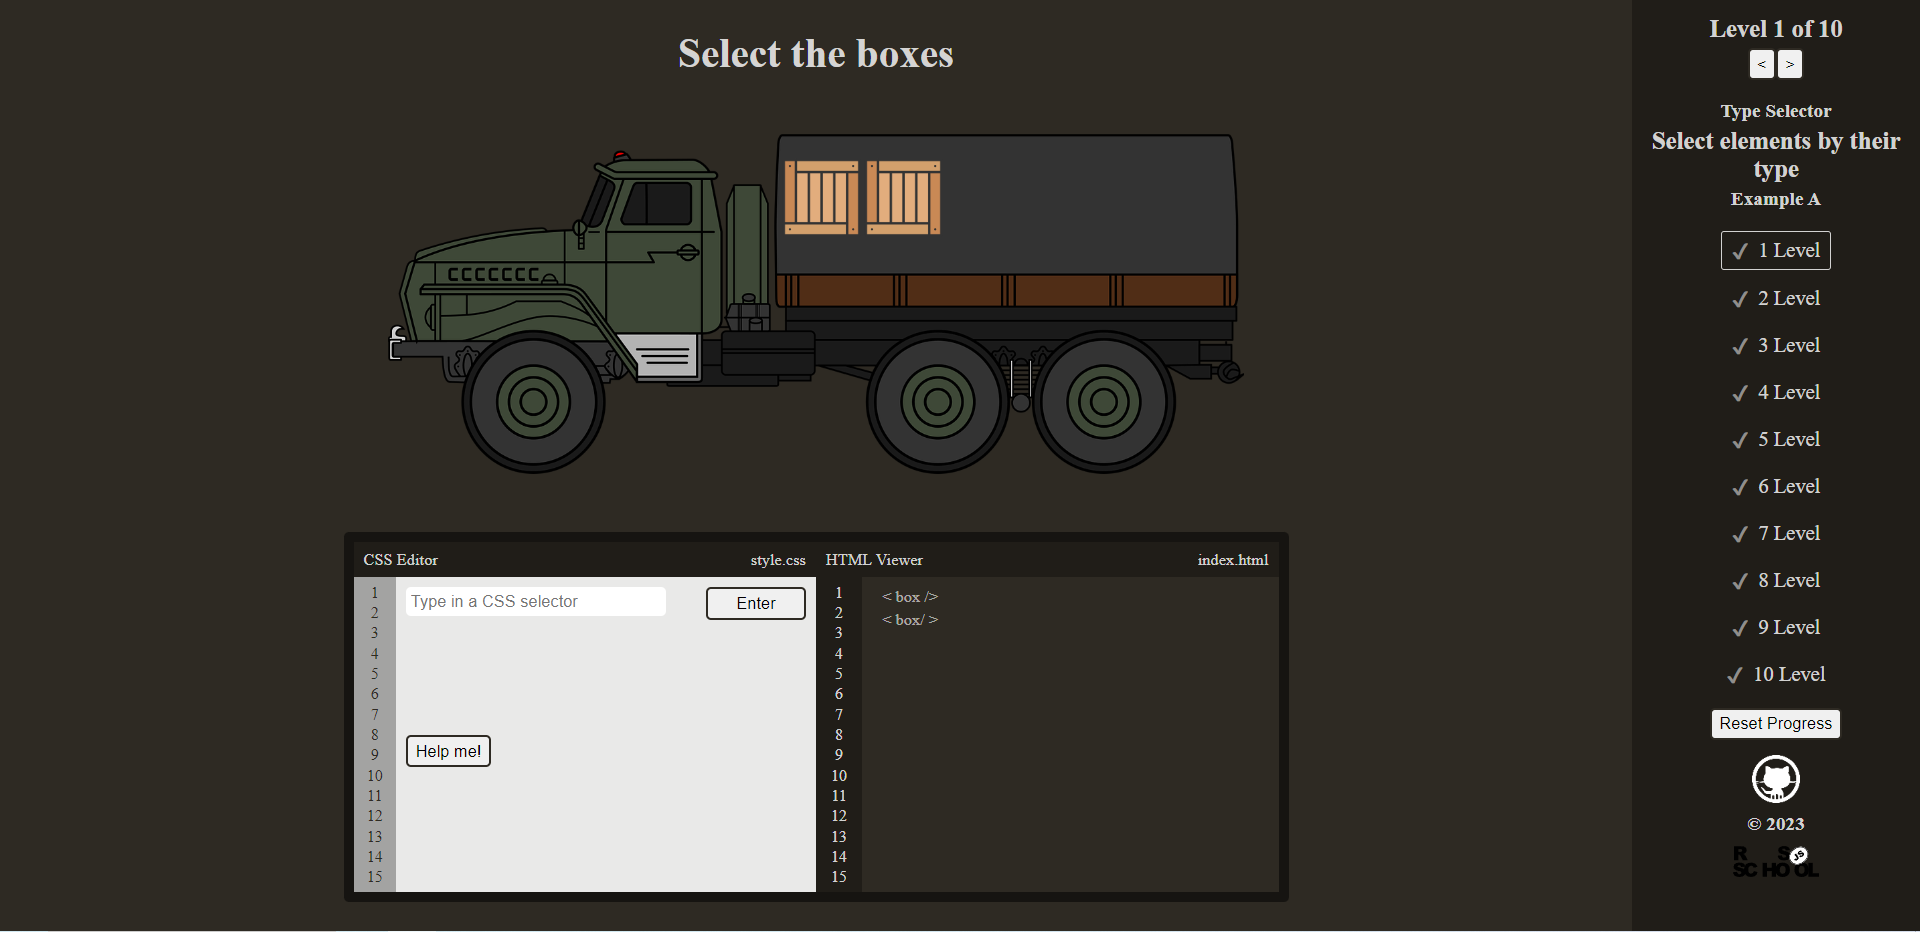 Select the boxes
CSS Editor
style.css
1
2
3
4
5
6
7
8
9
10
11
12
13
14
15
Type in a CSS selector
Enter
Help me!
HTML Viewer
index.html
1
2
3
4
5
6
7
8
9
10
11
12
13
14
15
< box />
< box/ >
Level 1 of 10
< >
Type Selector
Select elements by their
type
Example A
✓ 1 Level
✓ 2 Level
✓ 3 Level
✓ 4 Level
✓ 5 Level
✓ 6 Level
✓ 7 Level
✓ 8 Level
✓ 9 Level
✓ 10 Level
Reset Progress
© 2023
R S JS
SCHOOL